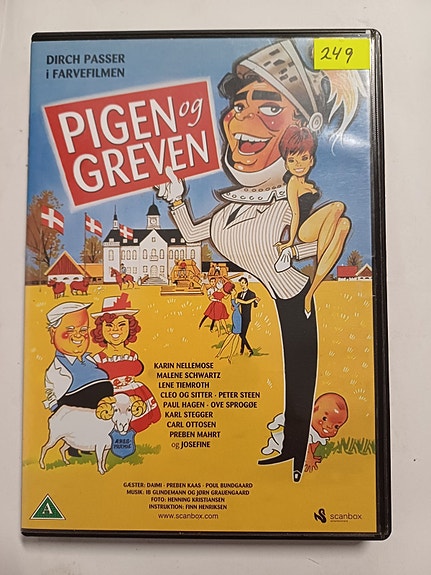 249
DIRCH PASSER
i FARVEFILMEN
PIGEN og
GREVEN
KARIN NELLEMOSE
MALENE SCHWARTZ
LENE TIEMROTH
CLEO OG SITTER - PETER STEEN
PAUL HAGEN - OVE SPROGØE
KARL STEGGER
CARL OTTOSEN
PREBEN MAHRT
og JOSEFINE
ÆRES-
PRÆMIE
GÆSTER: DAIMI - PREBEN KAAS - POUL BUNDGAARD
MUSIK: IB GLINDEMANN OG JØRN GRAUENGAARD
FOTO: HENNING KRISTIANSEN
INSTRUKTION: FINN HENRIKSEN
www.scanbox.com
A
scanbox